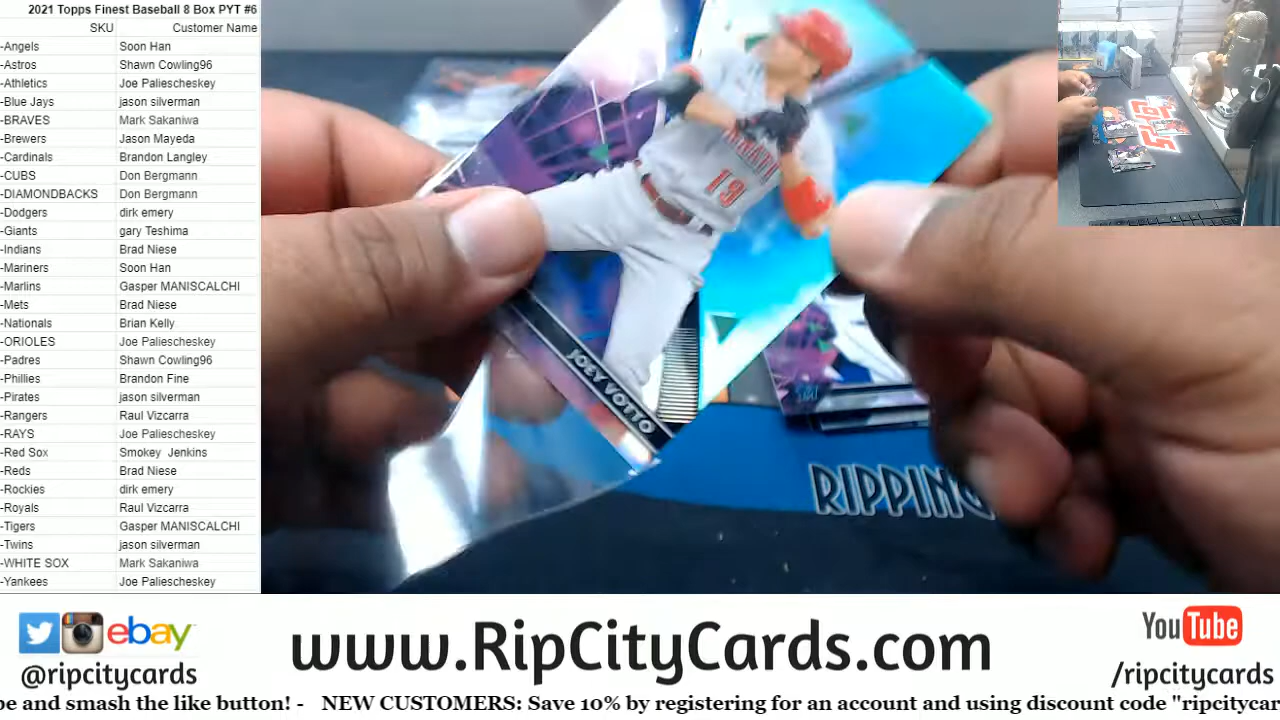 2021 Topps Finest Baseball 8 Box PYT #6
SKU Customer Name
-Angels Soon Han
-Astros Shawn Cowling96
-Athletics Joe Paliescheskey
-Blue Jays jason silverman
-BRAVES Mark Sakaniwa
-Brewers Jason Mayeda
-Cardinals Brandon Langley
-CUBS Don Bergmann
-DIAMONDBACKS Don Bergmann
-Dodgers dirk emery
-Giants gary Teshima
-Indians Brad Niese
-Mariners Soon Han
-Marlins Gasper MANISCALCHI
-Mets Brad Niese
-Nationals Brian Kelly
-ORIOLES Joe Paliescheskey
-Padres Shawn Cowling96
-Phillies Brandon Fine
-Pirates jason silverman
-Rangers Raul Vizcarra
-RAYS Joe Paliescheskey
-Red Sox Smokey Jenkins
-Reds Brad Niese
-Rockies dirk emery
-Royals Raul Vizcarra
-Tigers Gasper MANISCALCHI
-Twins jason silverman
-WHITE SOX Mark Sakaniwa
-Yankees Joe Paliescheskey
19
JOEY VOTTO
RIPPING
ebay
@ripcitycards
www.RipCityCards.com
YouTube
/ripcitycards
be and smash the like button! - NEW CUSTOMERS: Save 10% by registering for an account and using discount code "ripcitycar